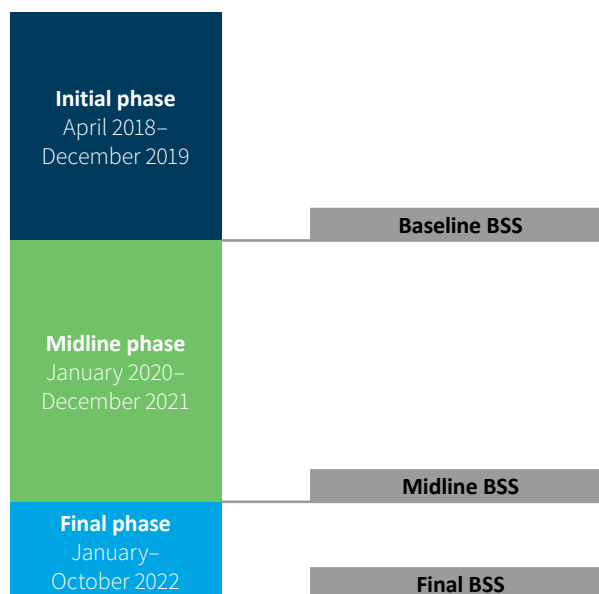 Initial phase
April 2018–
December 2019
Baseline BSS
Midline phase
January 2020–
December 2021
Midline BSS
Final phase
January–
October 2022
Final BSS